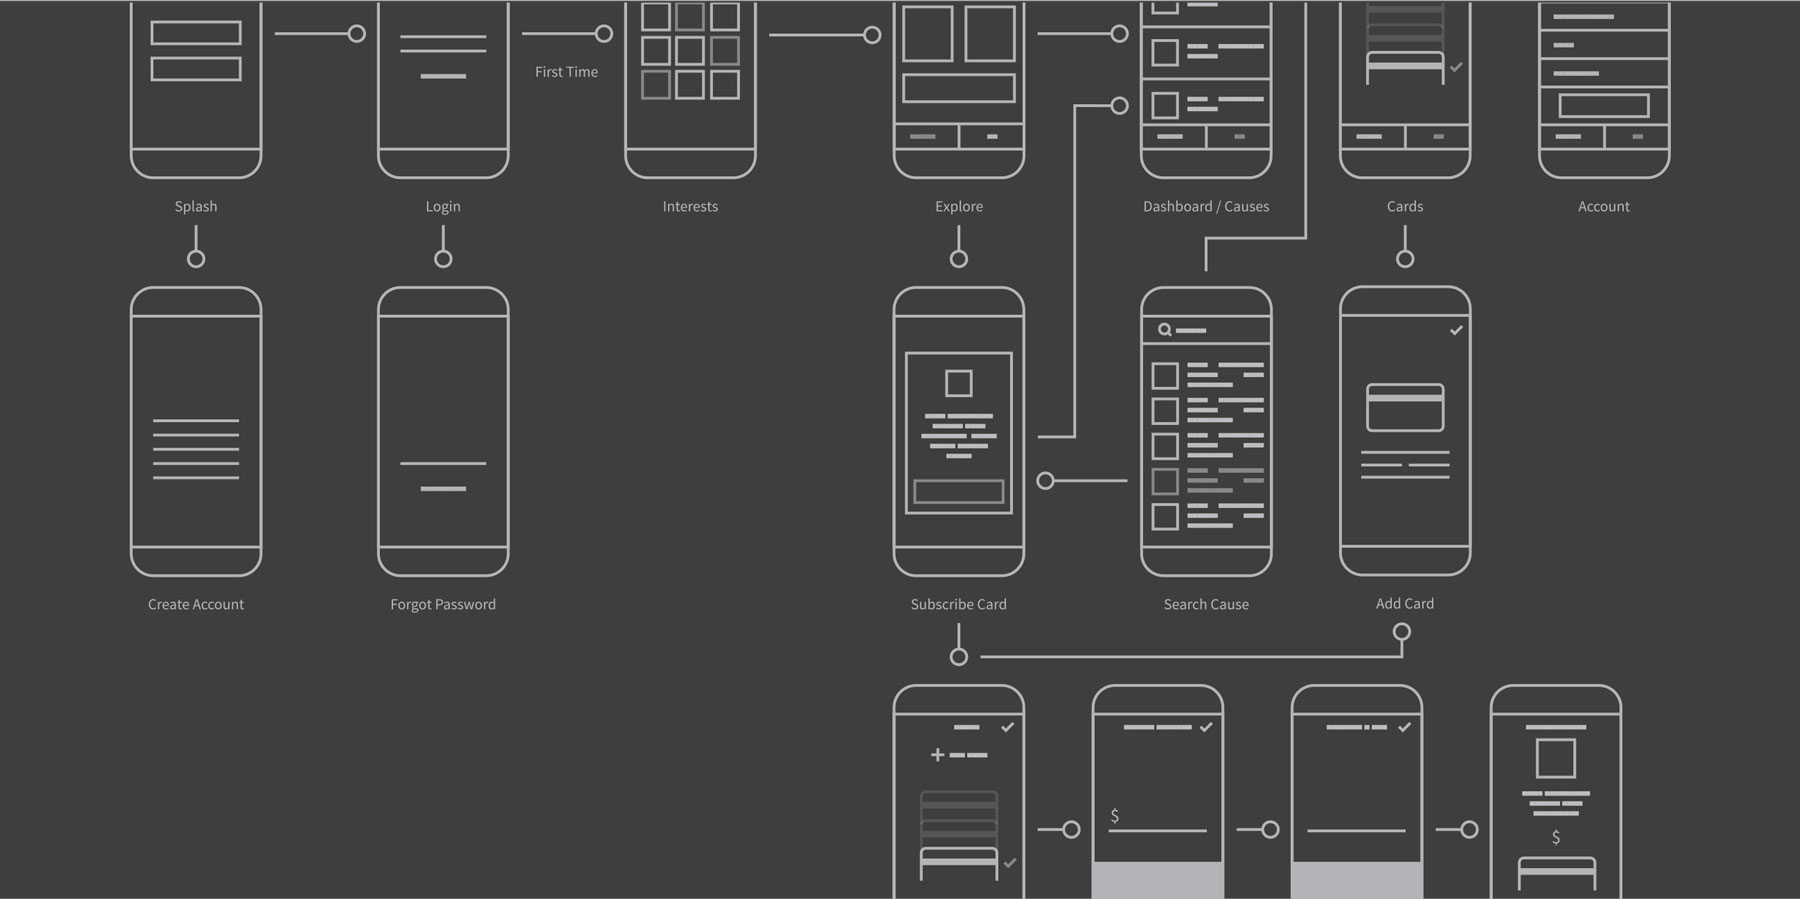 First Time
Splash
Login
Interests
Explore
Dashboard / Causes
Cards
Account
Create Account
Forgot Password
Subscribe Card
Search Cause
Add Card
$
$